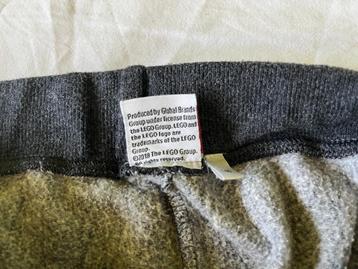 Produced by Global Brands
Group under license from
the LEGO Group. LEGO and
the LEGO logo are
trademarks of the LEGO
Group.
©2018 The LEGO Group.
All rights reserved.